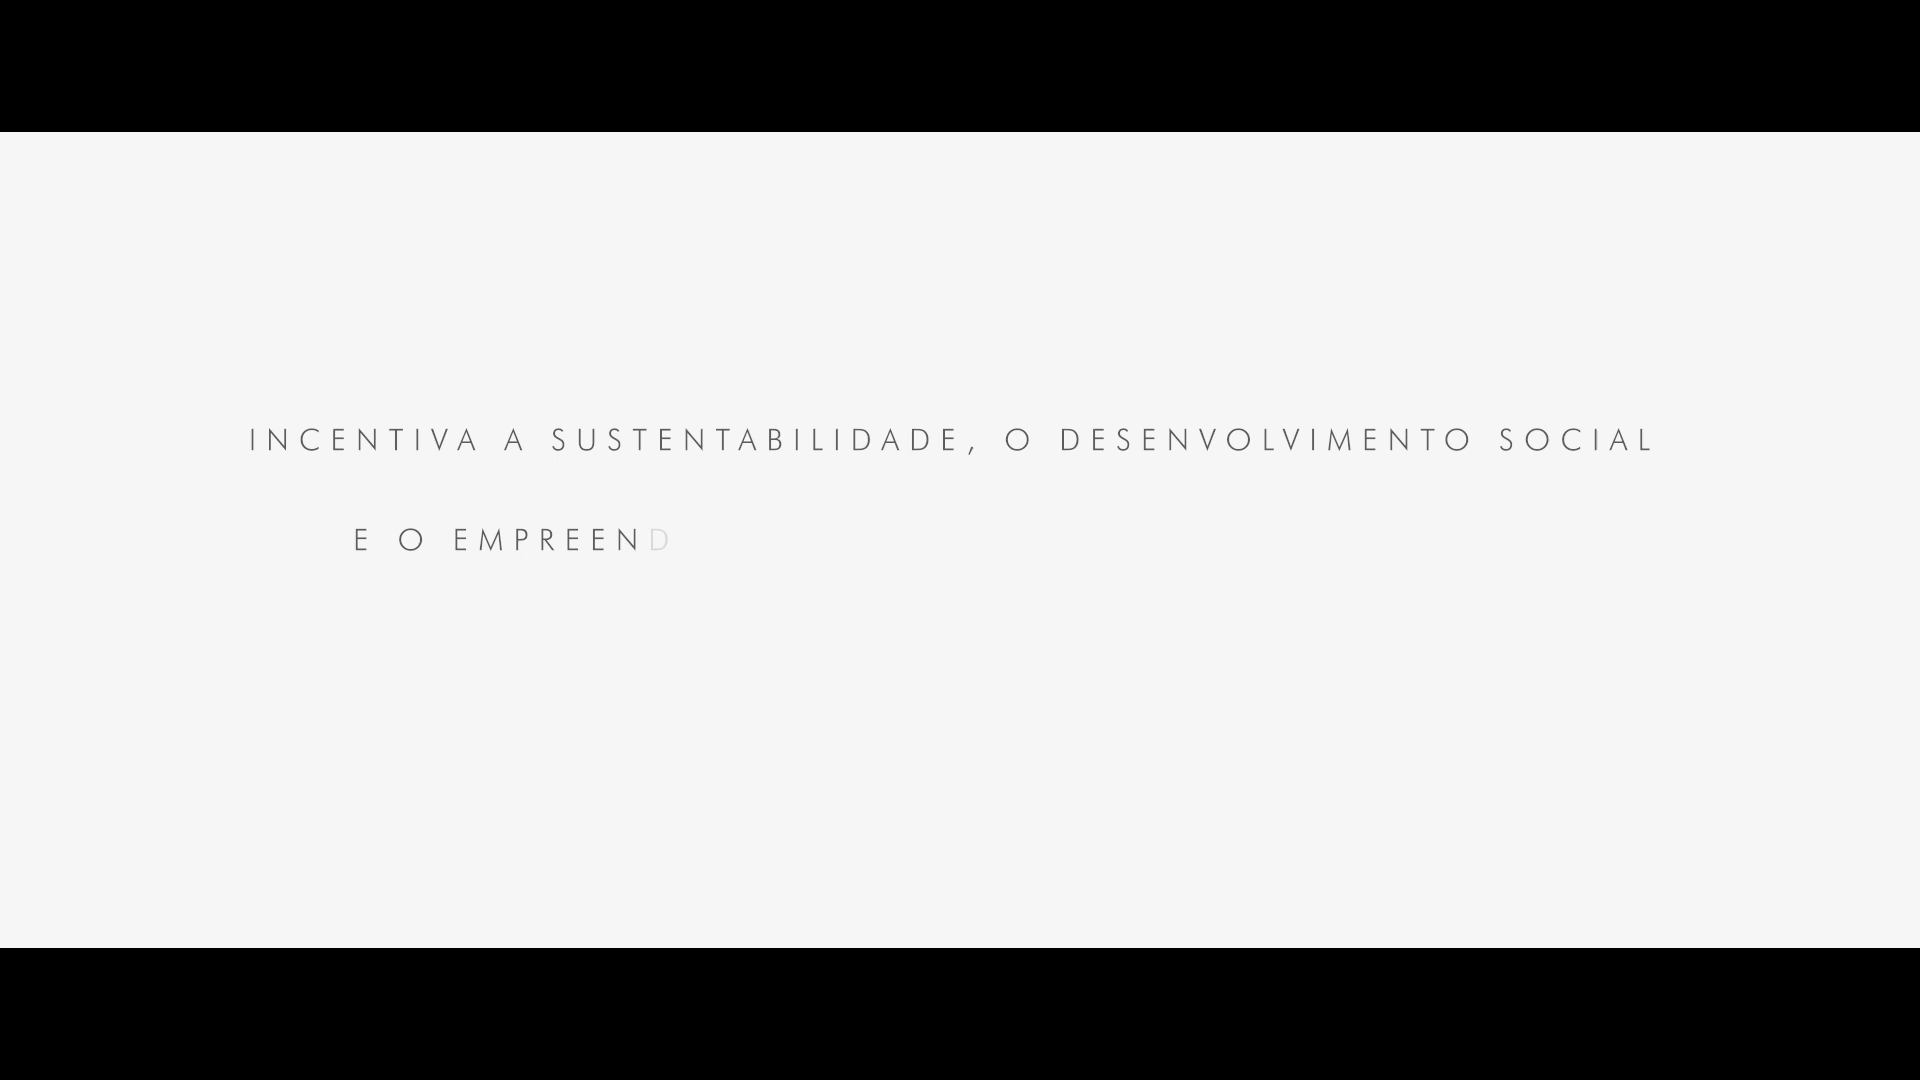 INCENTIVA A SUSTENTABILIDADE, O DESENVOLVIMENTO SOCIAL
E O EMPREEND